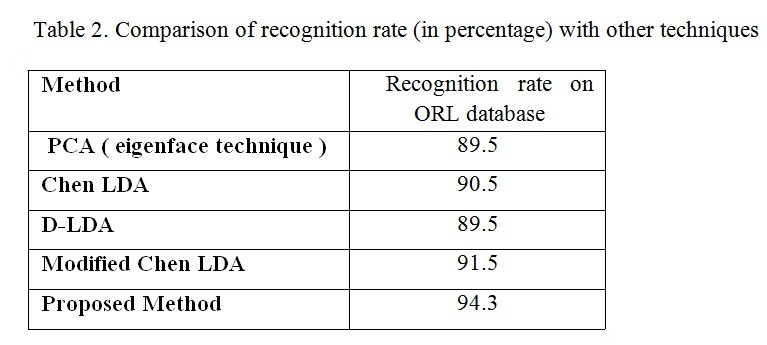 Table 2. Comparison of recognition rate (in percentage) with other techniques
Method Recognition rate on
ORL database
PCA ( eigenface technique ) 89.5
Chen LDA 90.5
D-LDA 89.5
Modified Chen LDA 91.5
Proposed Method 94.3